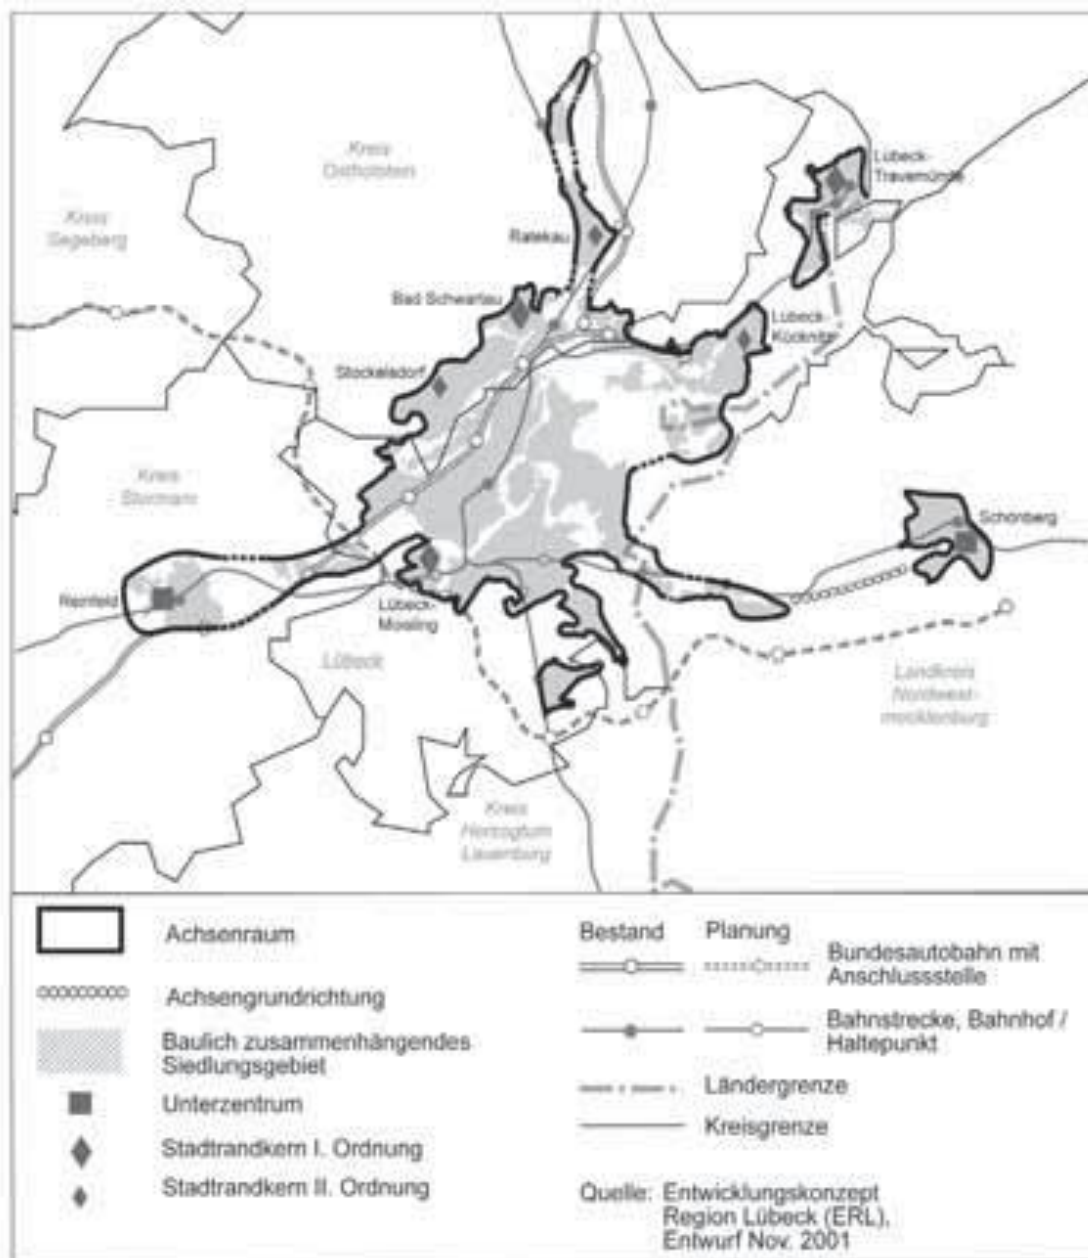 Kreis
Ostholstein
Kreis
Segeberg
Lübeck-
Travemünde
Ratekau
Bad Schwartau
Lübeck-
Kücknitz
Stockelsdorf
Kreis
Stormarn
Schönberg
Reinfeld
Lübeck-
Moisling
Lübeck
Landkreis
Nordwest-
mecklenburg
Kreis
Herzogtum
Lauenburg
Achsenraum
Achsengrundrichtung
Baulich zusammenhängendes
Siedlungsgebiet
Unterzentrum
Stadtrandkern I. Ordnung
Stadtrandkern II. Ordnung
Bestand Planung
Bundesautobahn mit
Anschlussstelle
Bahnstrecke, Bahnhof /
Haltepunkt
Ländergrenze
Kreisgrenze
Quelle: Entwicklungskonzept
Region Lübeck (ERL),
Entwurf Nov. 2001